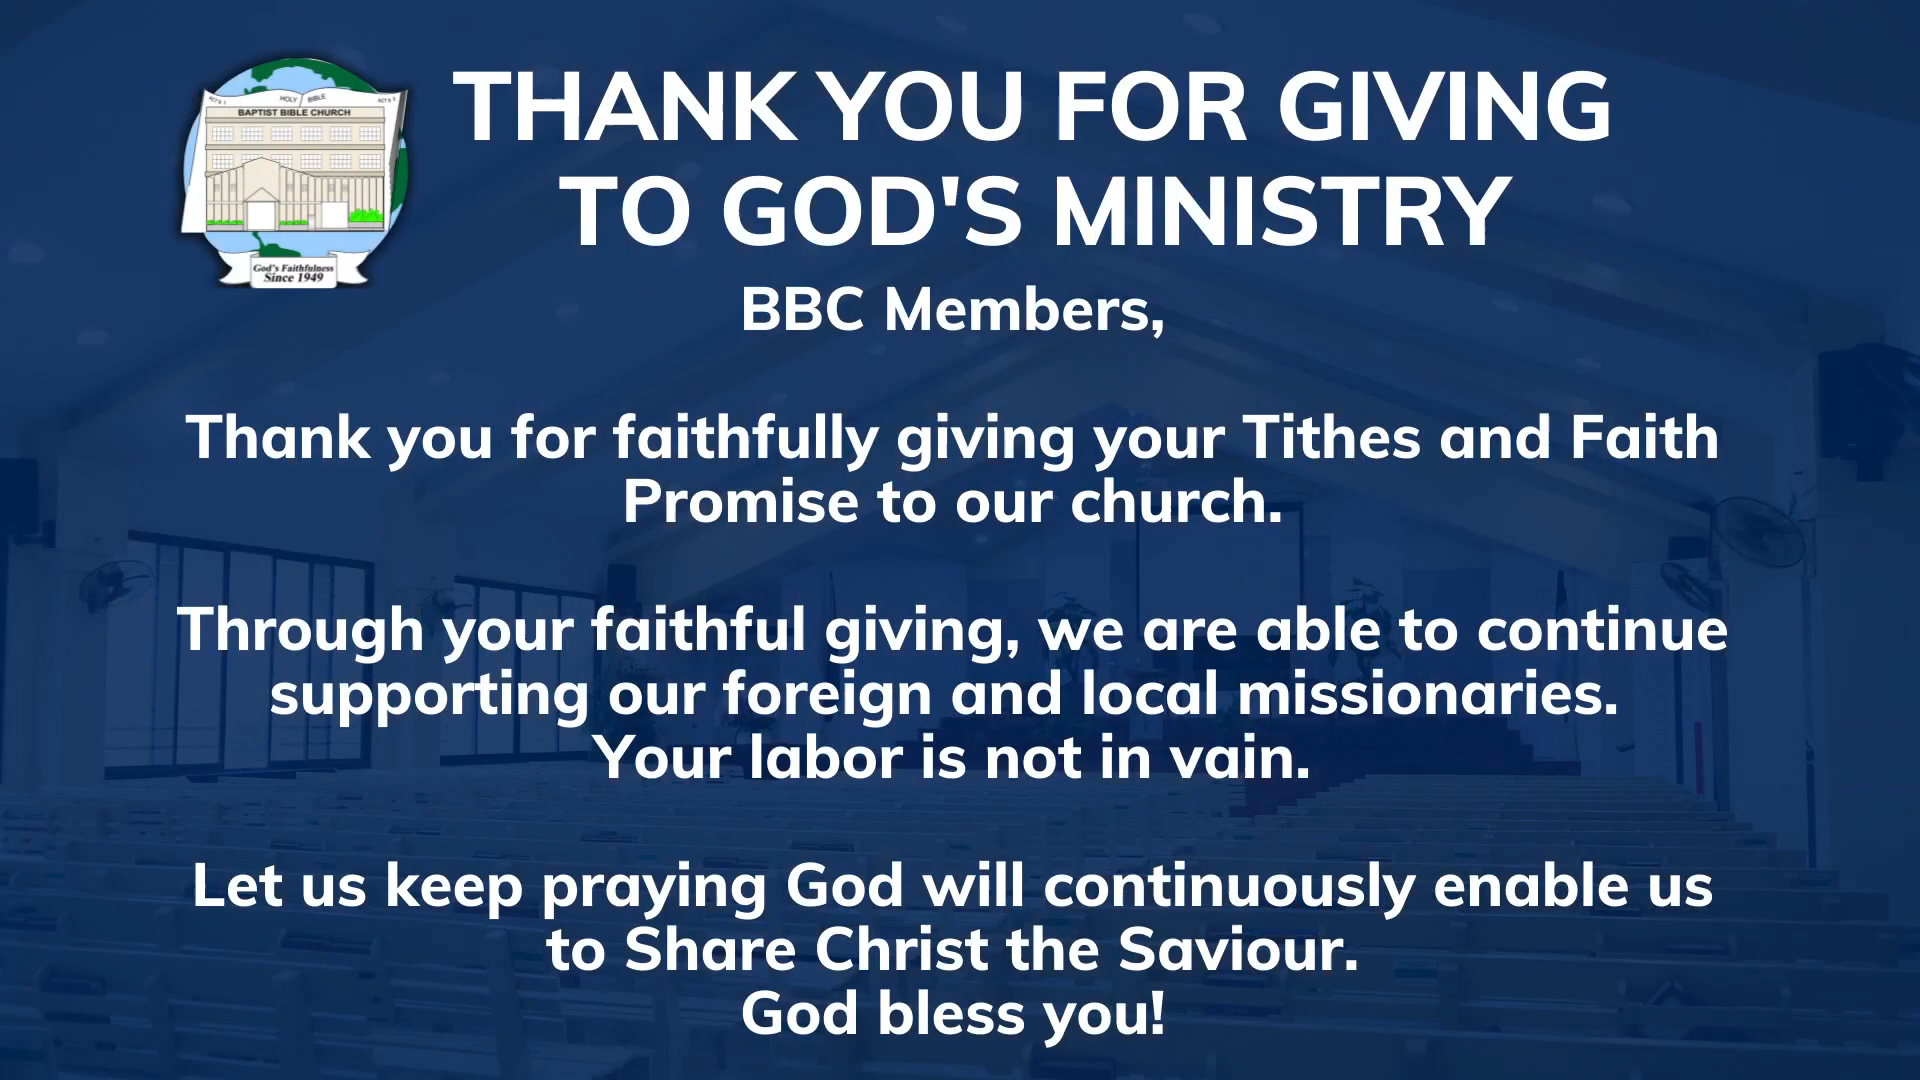 ACTS 1
HOLY BIBLE
BAPTIST BIBLE CHURCH
God's Faithfulness
Since 1949
THANK YOU FOR GIVING
TO GOD'S MINISTRY
BBC Members,
Thank you for faithfully giving your Tithes and Faith
Promise to our church.
Through your faithful giving, we are able to continue
supporting our foreign and local missionaries.
Your labor is not in vain.
Let us keep praying God will continuously enable us
to Share Christ the Saviour.
God bless you!